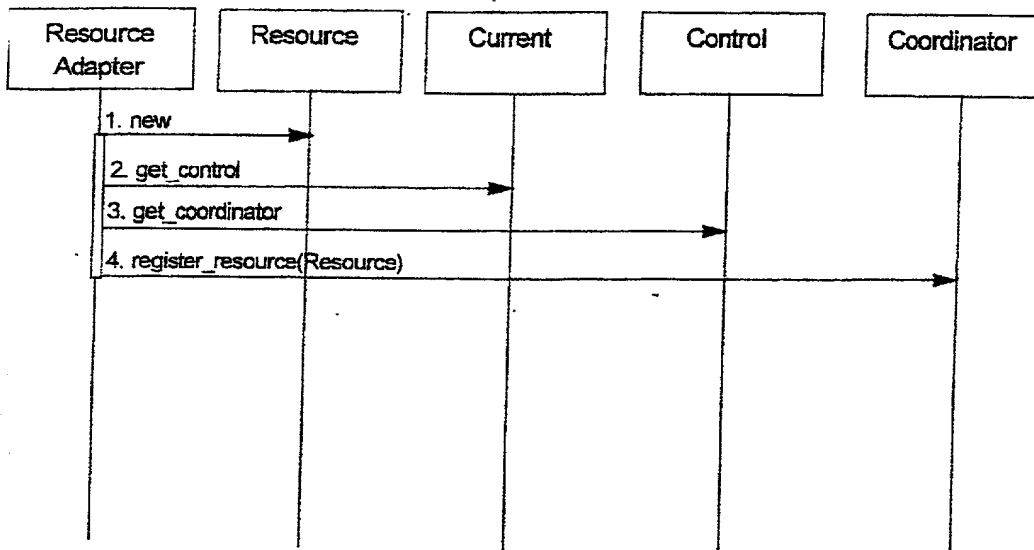 Resource
Adapter
Resource
Current
Control
Coordinator
1. new
2. get_control
3. get_coordinator
4. register_resource(Resource)